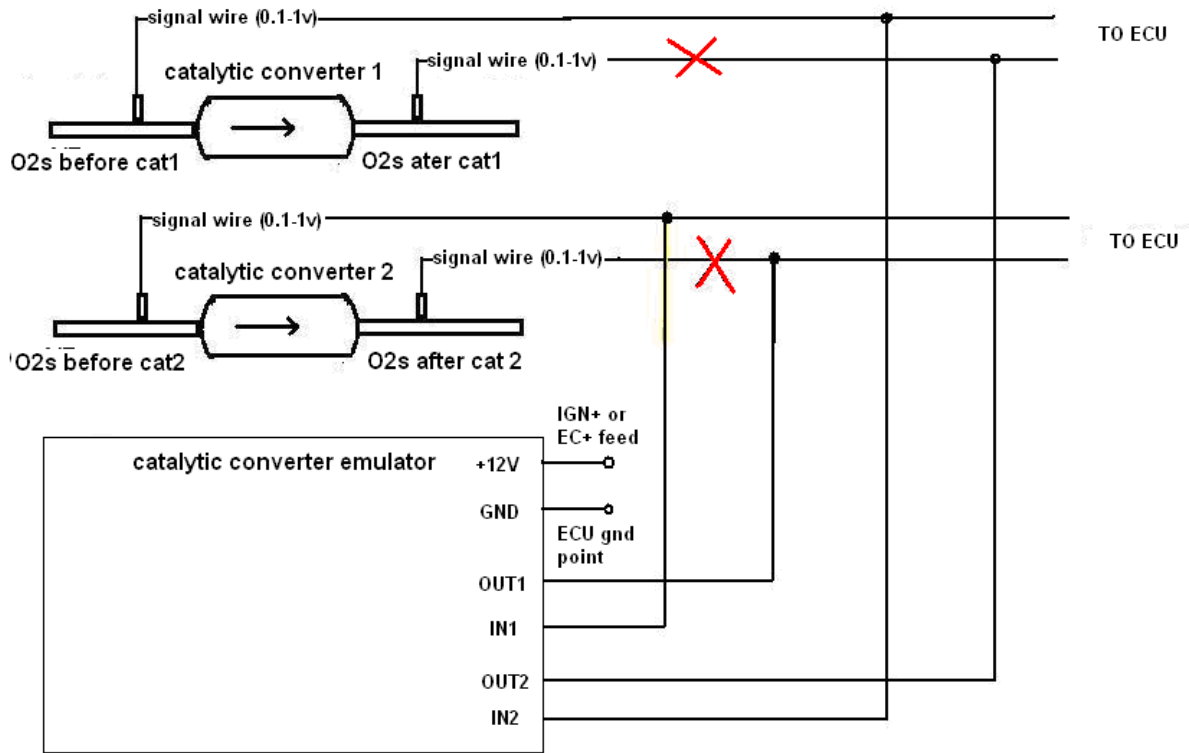 signal wire (0.1-1v)
TO ECU
signal wire (0.1-1v)
catalytic converter 1
O2s before cat1
O2s ater cat1
signal wire (0.1-1v)
TO ECU
signal wire (0.1-1v)
catalytic converter 2
O2s before cat2
O2s after cat 2
IGN+ or
EC+ feed
catalytic converter emulator
+12V
GND
ECU gnd
point
OUT1
IN1
OUT2
IN2